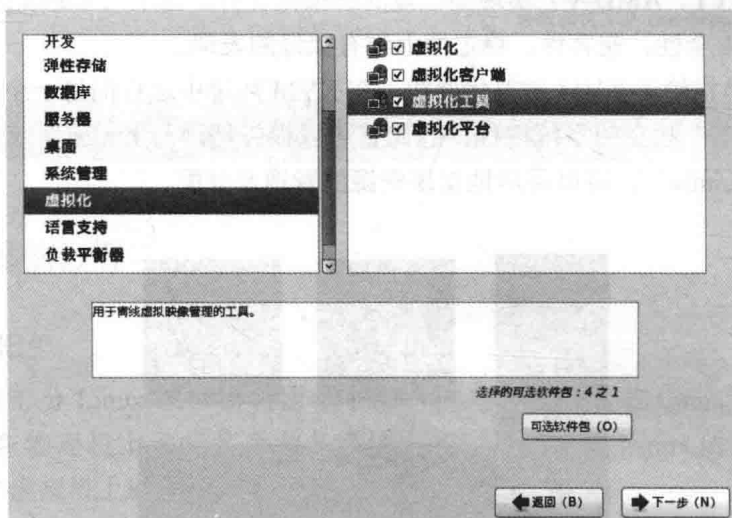 开发
弹性存储
数据库
服务器
桌面
系统管理
虚拟化
语言支持
负载平衡器
虚拟化
虚拟化客户端
虚拟化工具
虚拟化平台
用于离线虚拟映像管理的工具。
选择的可选软件包：4 之 1
可选软件包 (O)
返回 (B)
下一步 (N)